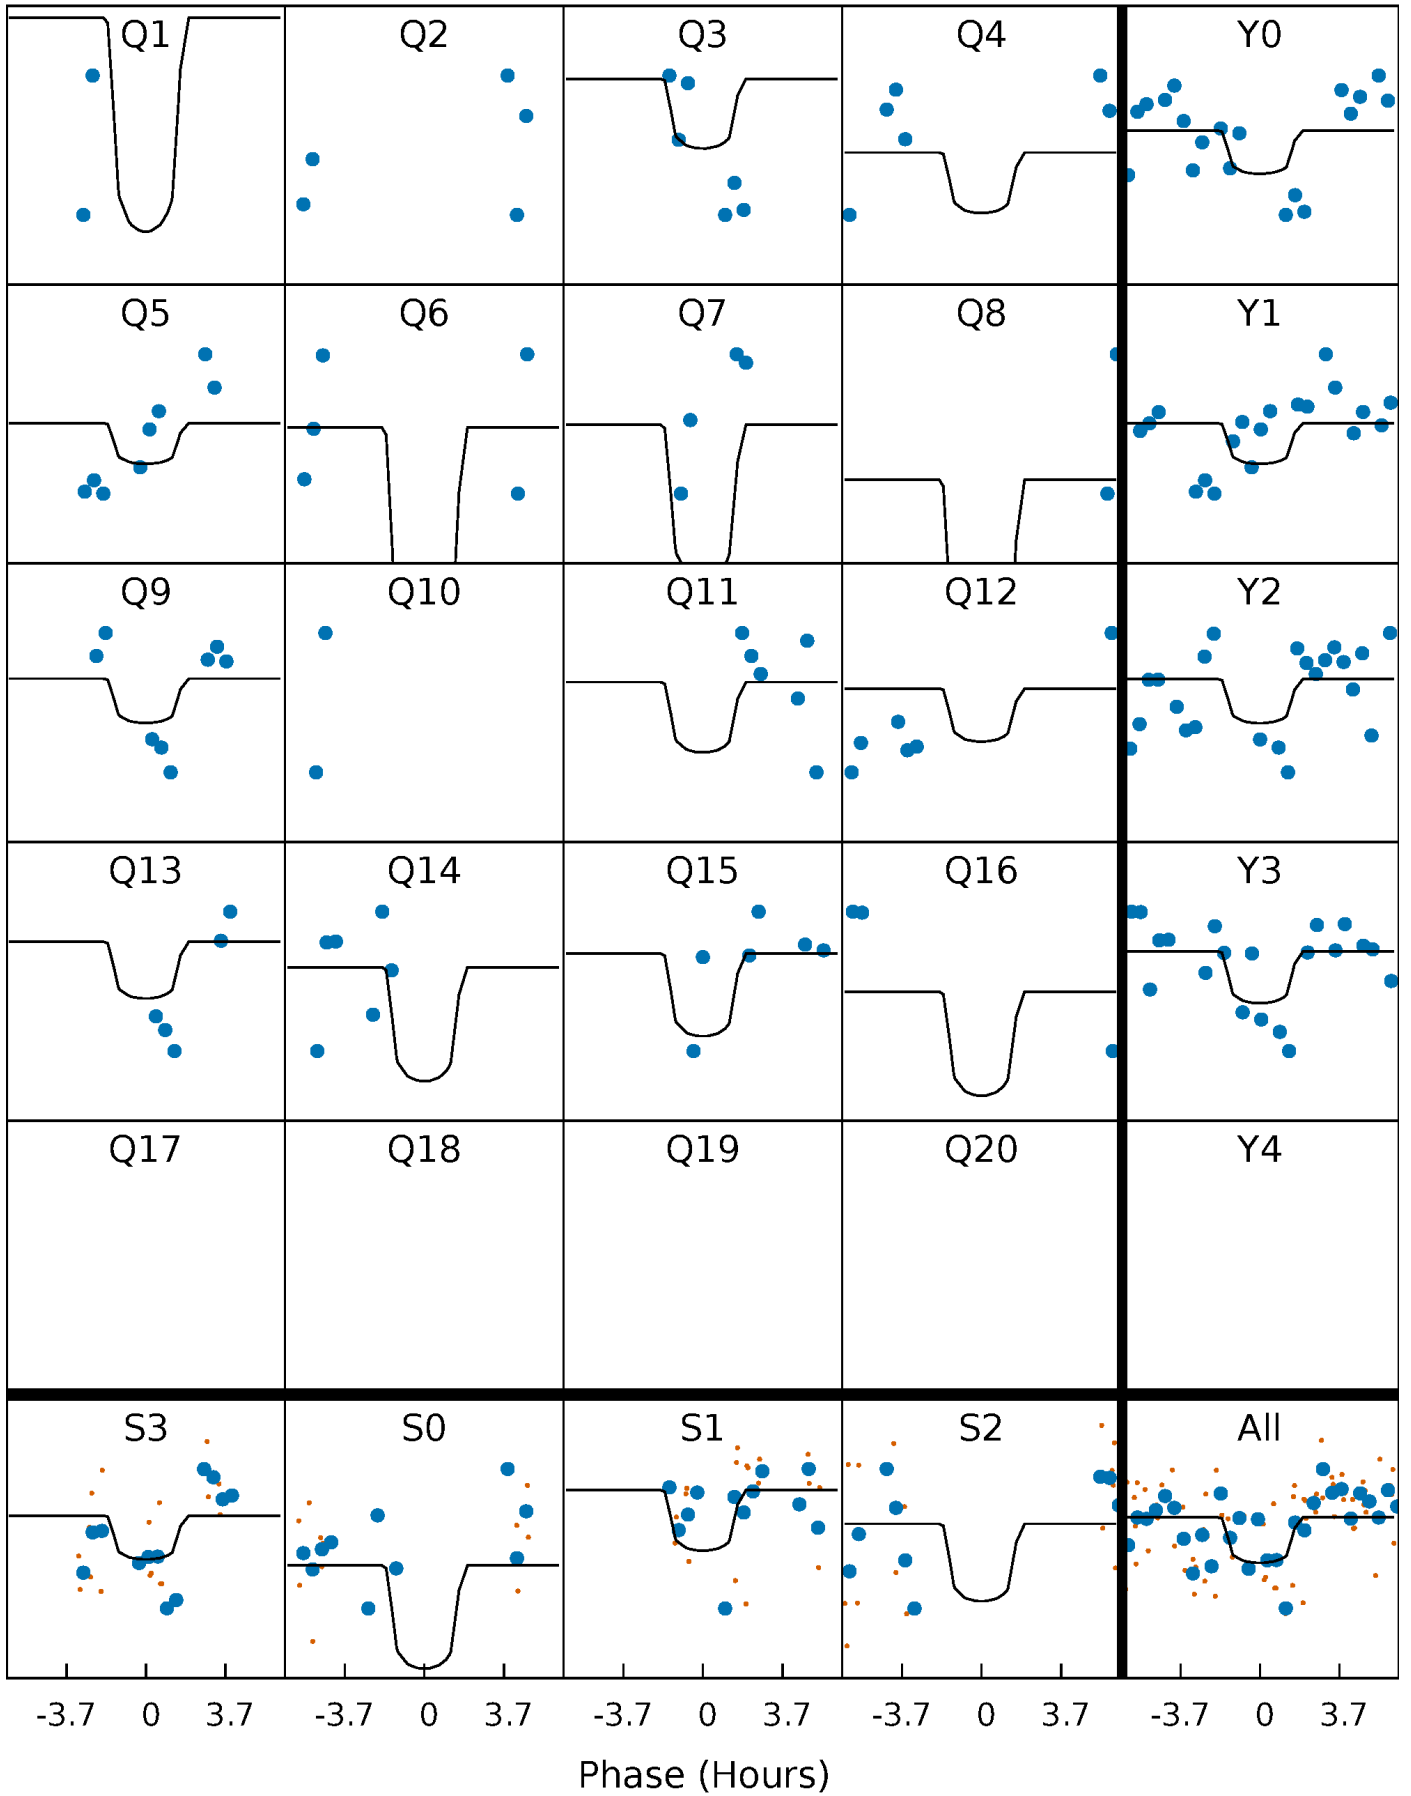 Q1 Q2 Q3 Q4 Y0
Q5 Q6 Q7 Q8 Y1
Q9 Q10 Q11 Q12 Y2
Q13 Q14 Q15 Q16 Y3
Q17 Q18 Q19 Q20 Y4
S3 S0 S1 S2 All
-3.7 0 3.7 -3.7 0 3.7 -3.7 0 3.7 -3.7 0 3.7 -3.7 0 3.7
Phase (Hours)